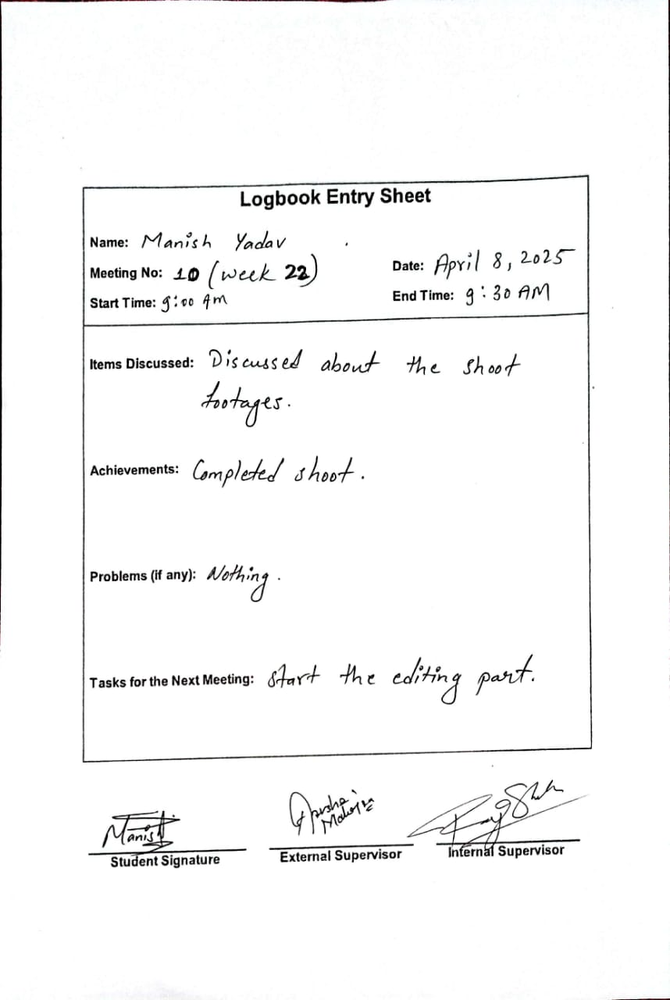 Logbook Entry Sheet
Name: Manish Yadav
Meeting No: 10 (week 22)
Date: April 8, 2025
Start Time: 9:00 AM
End Time: 9:30 AM
Items Discussed: Discussed about the shoot
footages.
Achievements: Completed shoot.
Problems (if any): Nothing.
Tasks for the Next Meeting: Start the editing part.
Manish
Student Signature
External Supervisor
Internal Supervisor